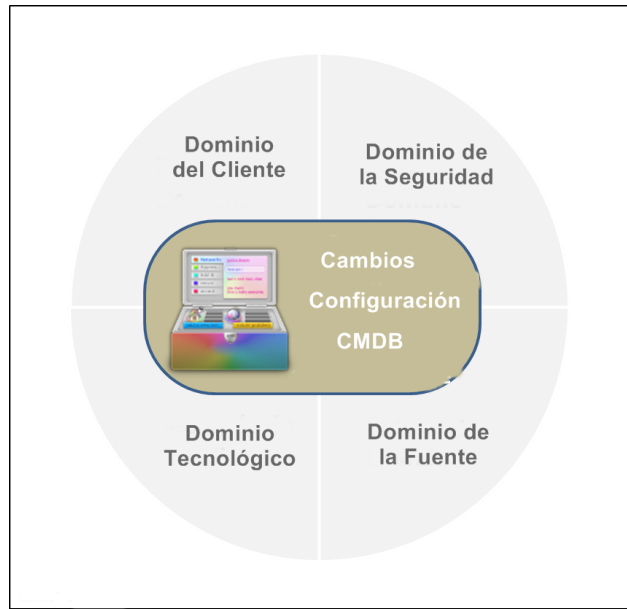 Dominio
del Cliente
Dominio de
la Seguridad
Cambios
Configuración
CMDB
Dominio
Tecnológico
Dominio de
la Fuente